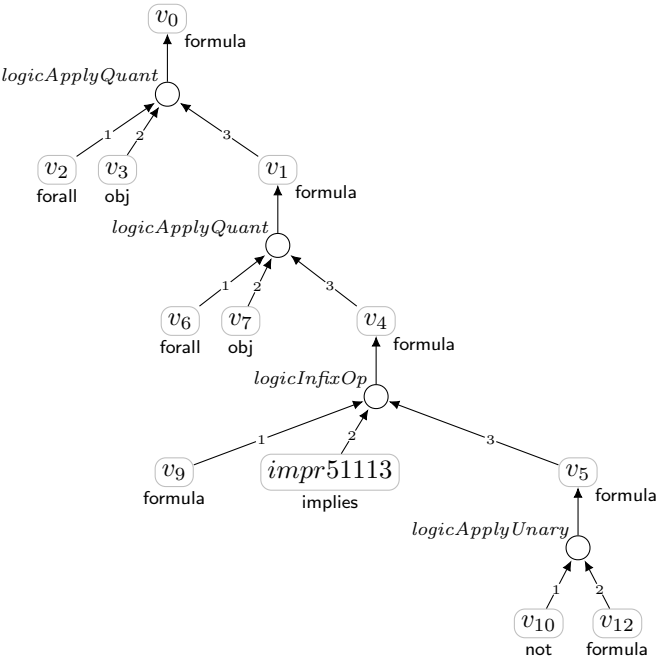 v0
formula
logicApplyQuant
1 2 3
v2 v3 v1
forall obj formula
logicApplyQuant
1 2 3
v6 v7 v4
forall obj formula
logicInfixOp
1 2 3
v9 impr51113 v5
formula implies formula
logicApplyUnary
1 2
v10 v12
not formula